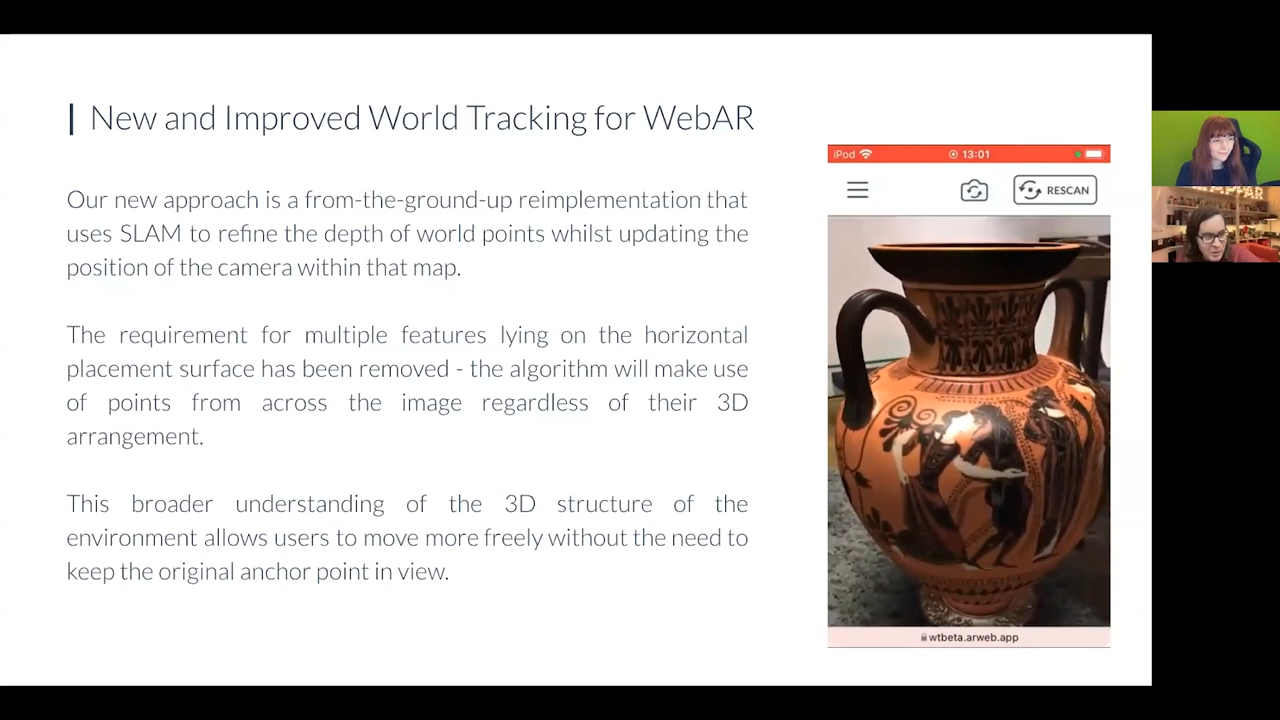 New and Improved World Tracking for WebAR
Our new approach is a from-the-ground-up reimplementation that
uses SLAM to refine the depth of world points whilst updating the
position of the camera within that map.
The requirement for multiple features lying on the horizontal
placement surface has been removed - the algorithm will make use
of points from across the image regardless of their 3D
arrangement.
This broader understanding of the 3D structure of the
environment allows users to move more freely without the need to
keep the original anchor point in view.
iPod 13:01
RESCAN
wtbeta.arweb.app